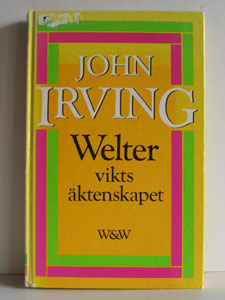 JOHN
IRVING
Welter
vikts
äktenskapet
W&W